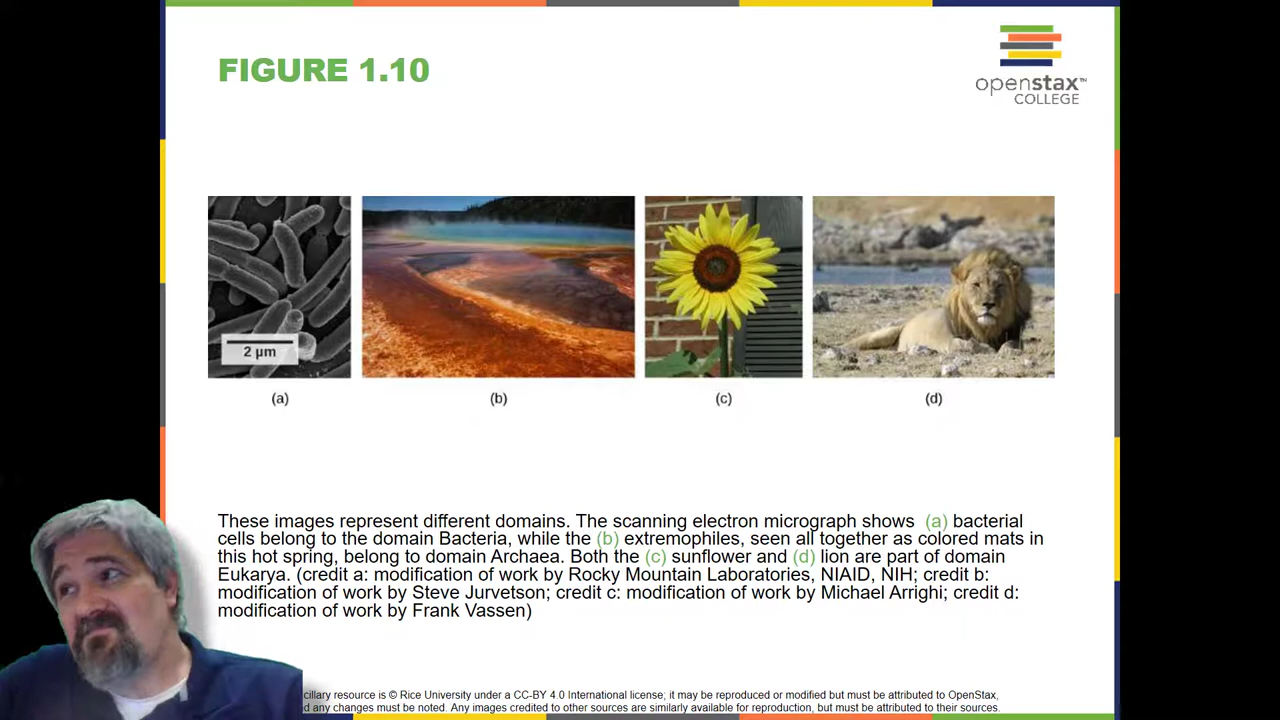 FIGURE 1.10
openstax™
COLLEGE
2 µm
(a)
(b)
(c)
(d)
These images represent different domains. The scanning electron micrograph shows (a) bacterial
cells belong to the domain Bacteria, while the (b) extremophiles, seen all together as colored mats in
this hot spring, belong to domain Archaea. Both the (c) sunflower and (d) lion are part of domain
Eukarya. (credit a: modification of work by Rocky Mountain Laboratories, NIAID, NIH; credit b:
modification of work by Steve Jurvetson; credit c: modification of work by Michael Arrighi; credit d:
modification of work by Frank Vassen)
resource is © Rice University under a CC-BY 4.0 International license; it may be reproduced or modified but must be attributed to OpenStax,
any changes must be noted. Any images credited to other sources are similarly available for reproduction, but must be attributed to their sources.